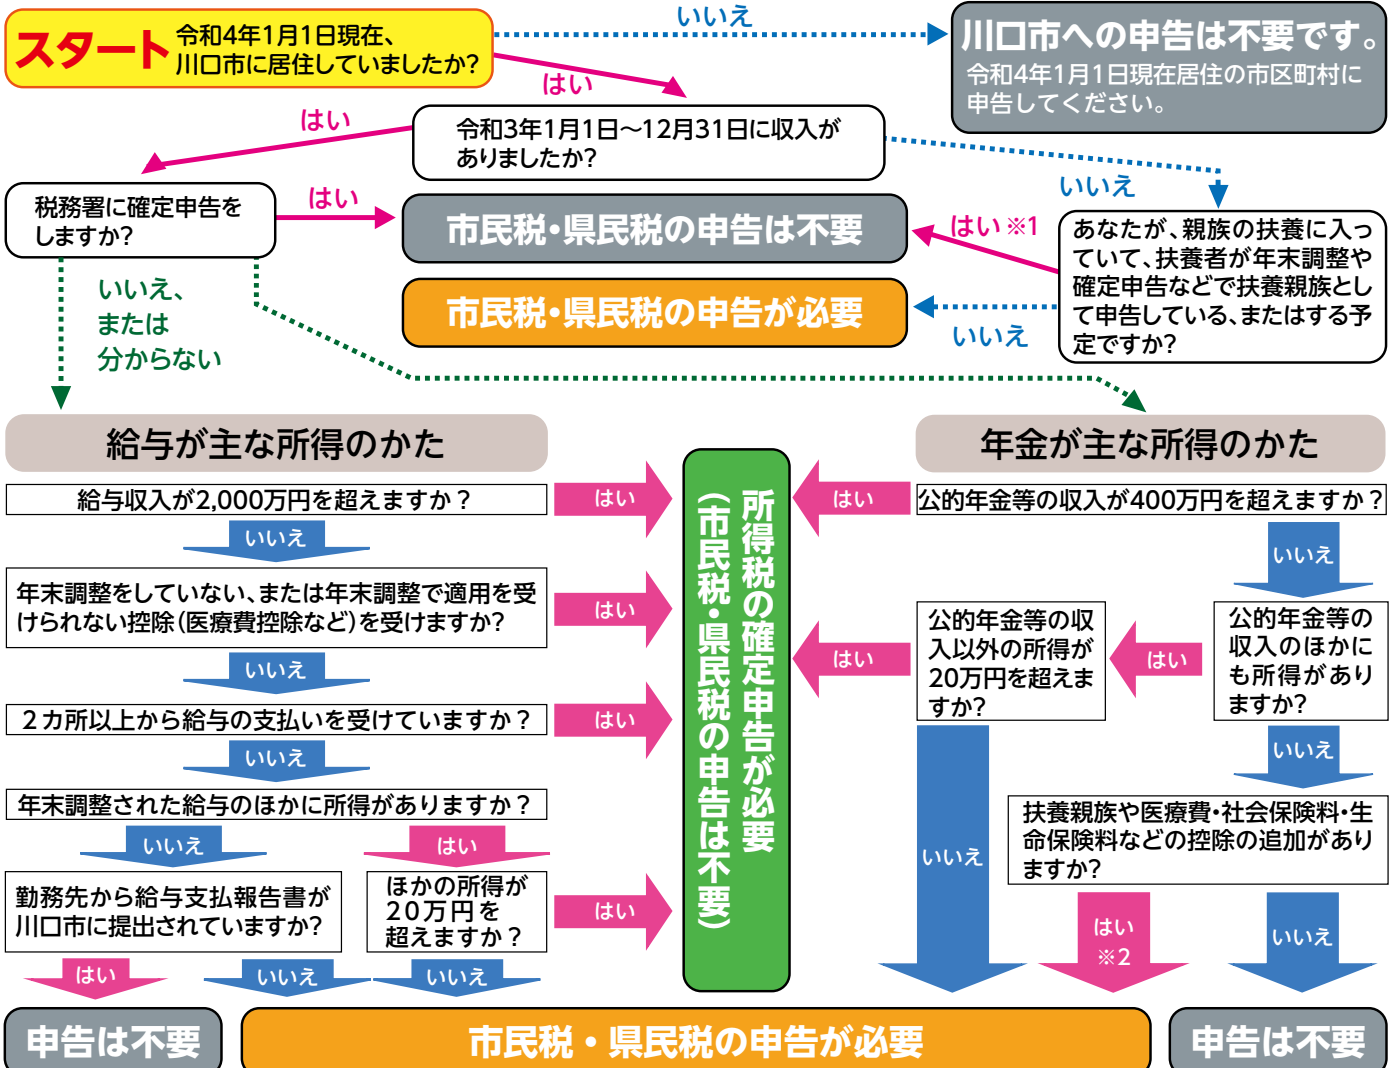 スタート
令和4年1月1日現在、
川口市に居住していましたか?
いいえ
川口市への申告は不要です。
令和4年1月1日現在居住の市区町村に
申告してください。
はい
令和3年1月1日～12月31日に収入が
ありましたか?
はい
いいえ
税務署に確定申告を
しますか?
はい
市民税・県民税の申告は不要
はい※1
あなたが、親族の扶養に入っ
ていて、扶養者が年末調整や
確定申告などで扶養親族とし
て申告している、またはする予
定ですか?
いいえ
市民税・県民税の申告が必要
いいえ、
または
分からない
給与が主な所得のかた
給与収入が2,000万円を超えますか？
はい
いいえ
年末調整をしていない、または年末調整で適用を受
けられない控除（医療費控除など）を受けますか?
はい
いいえ
２カ所以上から給与の支払いを受けていますか？
はい
いいえ
年末調整された給与のほかに所得がありますか？
いいえ
はい
勤務先から給与支払報告書が
川口市に提出されていますか?
ほかの所得が
20万円を
超えますか？
はい
はい
いいえ
いいえ
所得税の確定申告が必要
（市民税・県民税の申告は不要）
年金が主な所得のかた
公的年金等の収入が400万円を超えますか？
はい
いいえ
公的年金等の
収入のほかに
も所得があり
ますか?
はい
公的年金等の収
入以外の所得が
20万円を超えま
すか?
はい
いいえ
いいえ
扶養親族や医療費・社会保険料・生
命保険料などの控除の追加があり
ますか?
はい
※2
いいえ
申告は不要
市民税・県民税の申告が必要
申告は不要